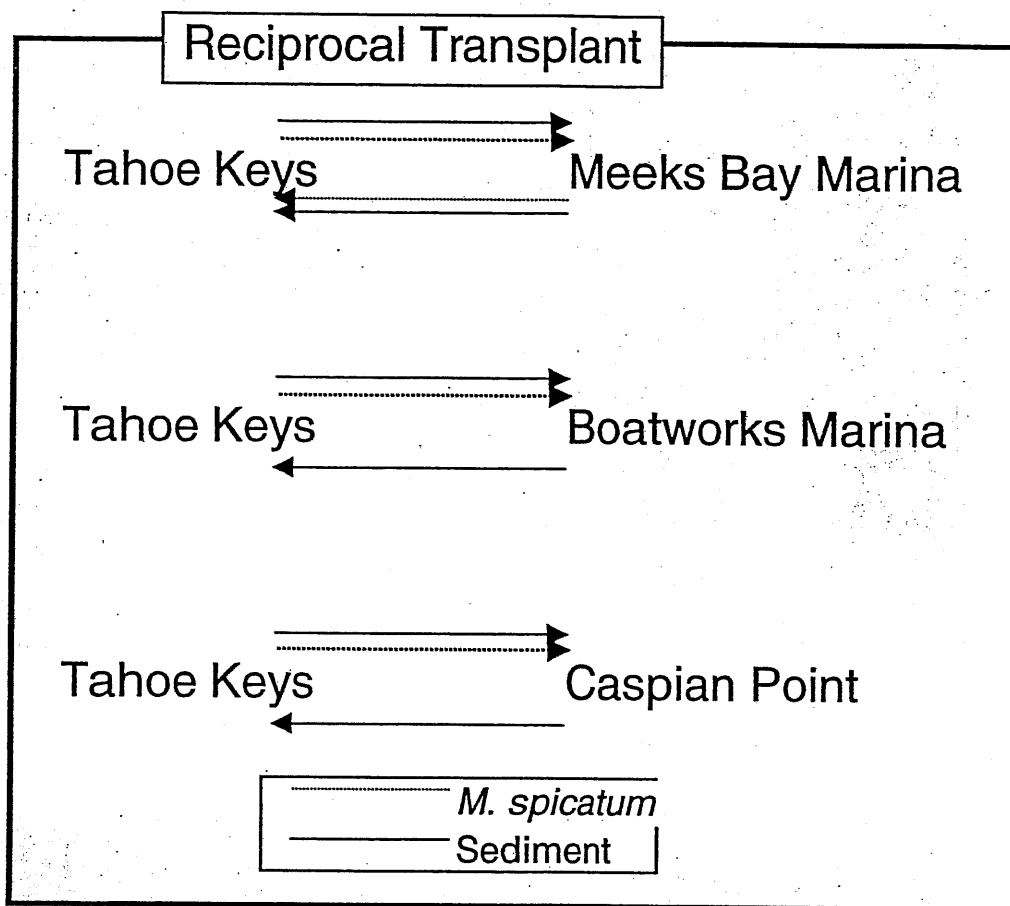 Reciprocal Transplant
Tahoe Keys Meeks Bay Marina
Tahoe Keys Boatworks Marina
Tahoe Keys Caspian Point
M. spicatum
Sediment